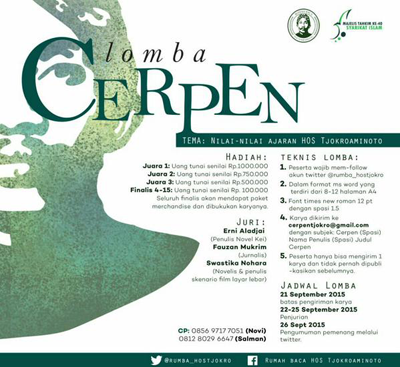 MAJELIS TAHKIM KE-40
SYARIKAT ISLAM
lomba
CERPEN
TEMA: NILAI-NILAI AJARAN HOS TJOKROAMINOTO
HADIAH:
Juara 1: Uang tunai senilai Rp.1000.000
Juara 2: Uang tunai senilai Rp.750.000
Juara 3: Uang tunai senilai Rp.500.000
Finalis 4-15: Uang tunai senilai Rp. 100.000
Seluruh finalis akan mendapat poket
merchandise dan dibukukan karyanya.
JURI:
Erni Aladjai
(Penulis Novel Kei)
Fauzan Mukrim
(Jurnalis)
Swastika Nohara
(Novelis & penulis
skenario film layar lebar)
CP: 0856 9717 7051 (Novi)
0812 8029 6647 (Salman)
TEKNIS LOMBA:
1. Peserta wajib mem-follow
akun twitter @rumba_hostjokro
2. Dalam format ms word yang
terdiri dari 8-12 halaman A4
3. Font times new roman 12 pt
dengan spasi 1.5
4. Karya dikirim ke
cerpentjokro@gmail.com
dengan subjek: Cerpen (Spasi)
Nama Penulis (Spasi) Judul
Cerpen
5. Peserta hanya bisa mengirim 1
karya dan tidak pernah dipubli
-kasikan sebelumnya.
JADWAL LOMBA
21 September 2015
batas pengiriman karya
22-25 September 2015
Penjurian
26 Sept 2015
Pengumuman pemenang melalui
twitter
@RUMBA_HOSTJOKRO
RUMAH BACA HOS TJOKROAMINOTO